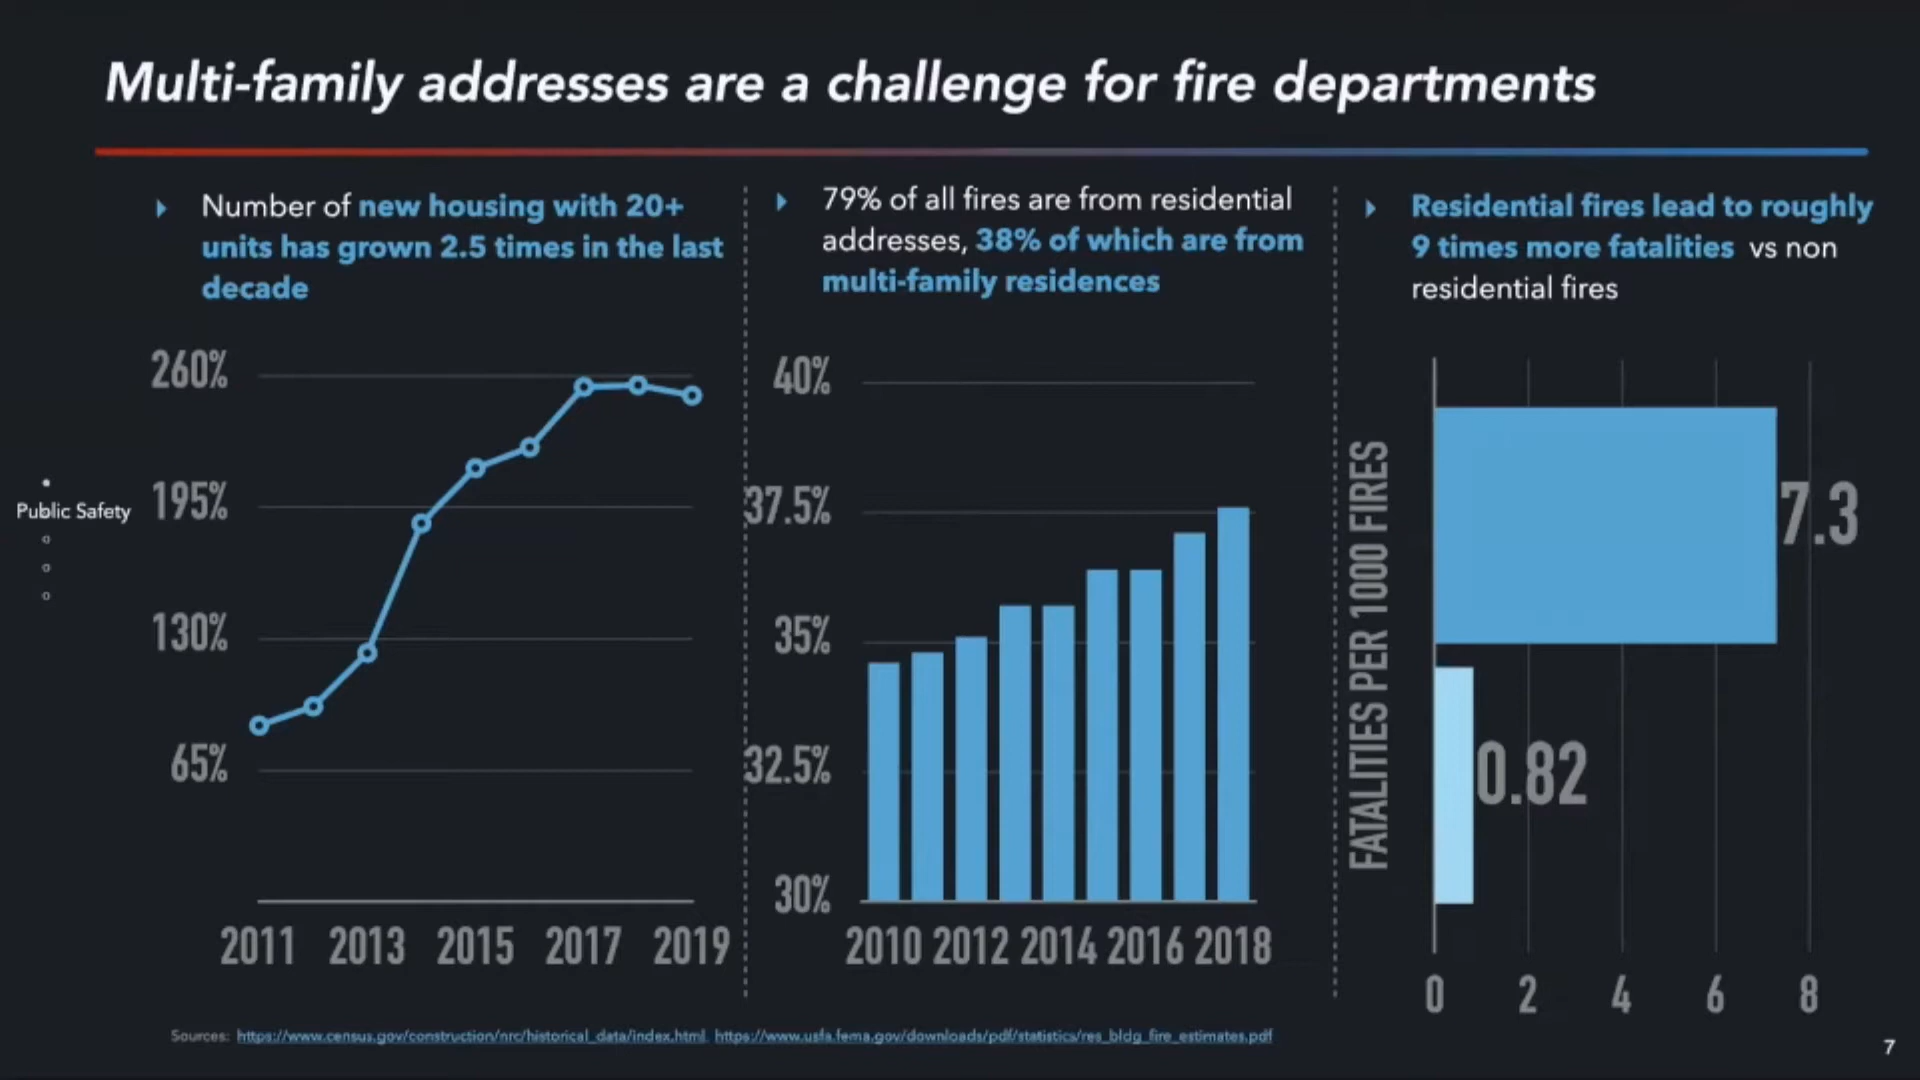 Multi-family addresses are a challenge for fire departments
Number of new housing with 20+
units has grown 2.5 times in the last
decade
260%
195%
130%
65%
2011 2013 2015 2017 2019
79% of all fires are from residential
addresses, 38% of which are from
multi-family residences
40%
37.5%
35%
32.5%
30%
2010 2012 2014 2016 2018
Residential fires lead to roughly
9 times more fatalities vs non
residential fires
FATALITIES PER 1000 FIRES
7.3
0.82
0 2 4 6 8
Public Safety
Sources: https://www.census.gov/construction/nrc/historical_data/index.html, https://www.usfa.fema.gov/downloads/pdf/statistics/res_bldg_fire_estimates.pdf
7